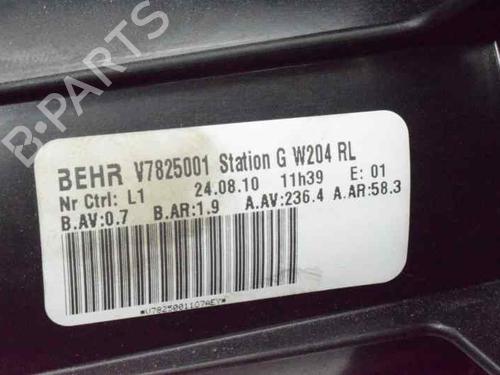 B-PARTS
BEHR V7825001 Station G W204 RL
Nr Ctrl: L1 24.08.10 11h39 E: 01
B.AV:0.7 B.AR:1.9 A.AV:236.4 A.AR:58.3
*V7825001107AEY*